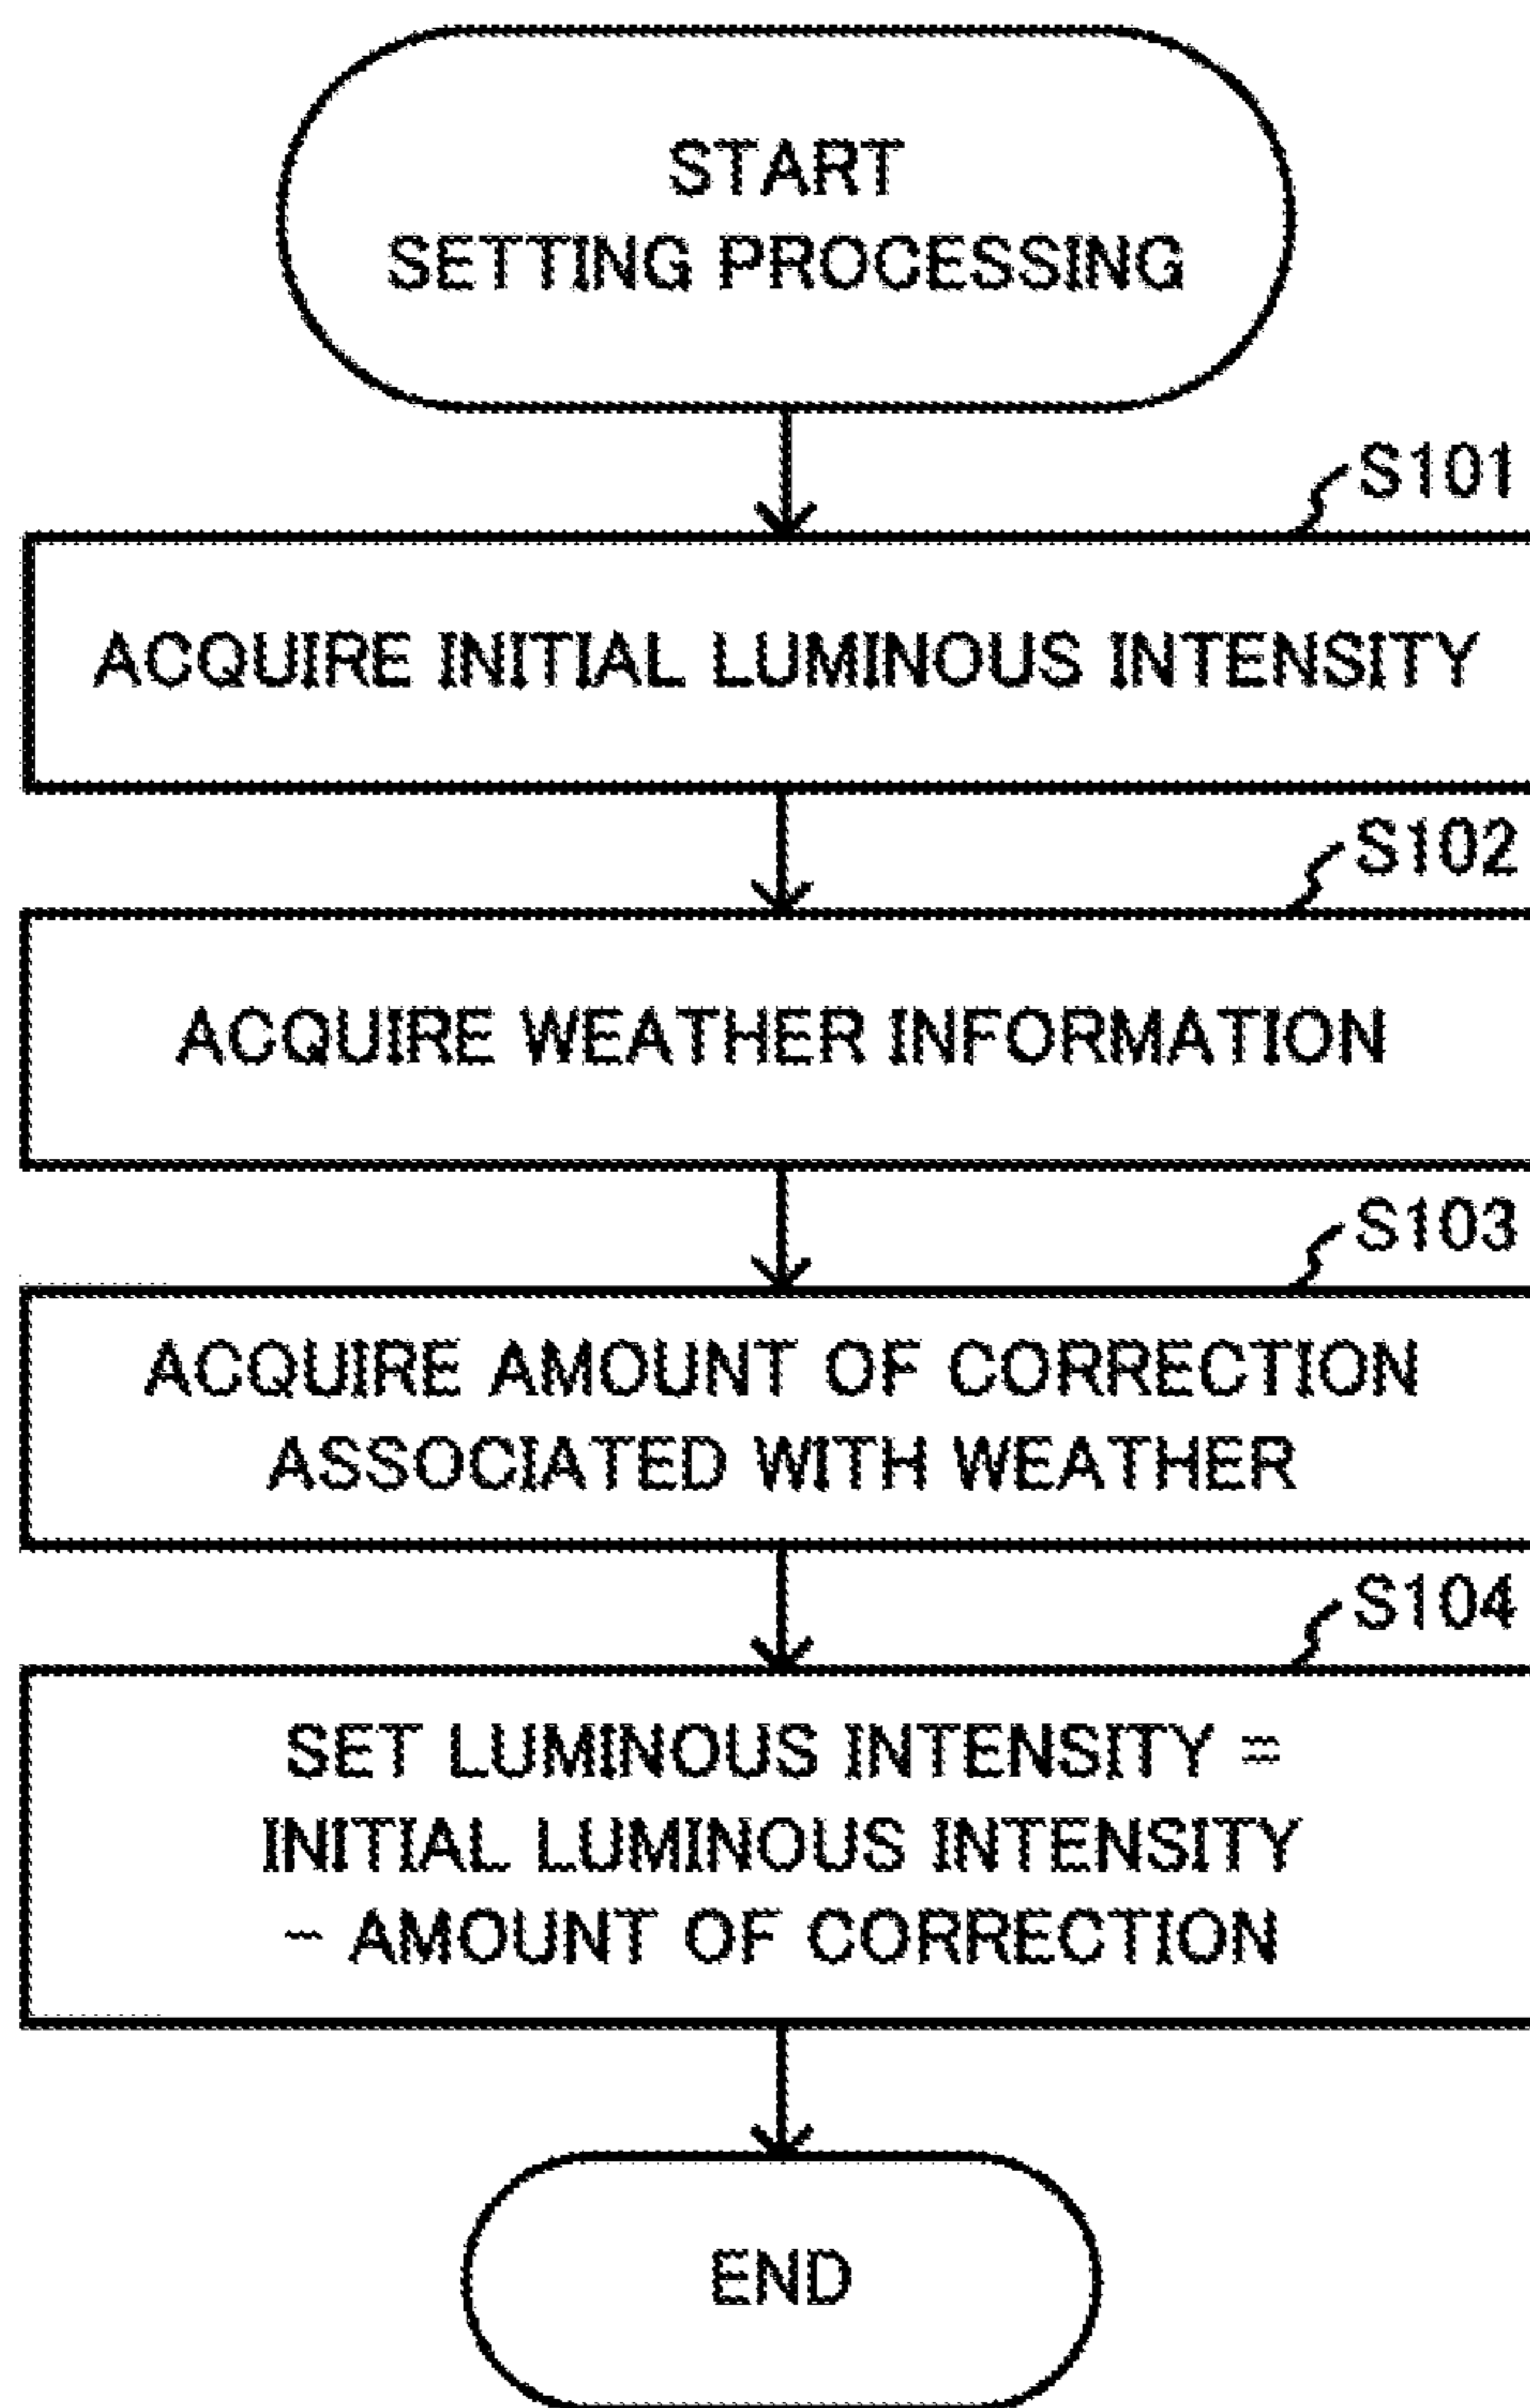 START
SETTING PROCESSING
S101
ACQUIRE INITIAL LUMINOUS INTENSITY
S102
ACQUIRE WEATHER INFORMATION
S103
ACQUIRE AMOUNT OF CORRECTION
ASSOCIATED WITH WEATHER
S104
SET LUMINOUS INTENSITY =
INITIAL LUMINOUS INTENSITY
- AMOUNT OF CORRECTION
END